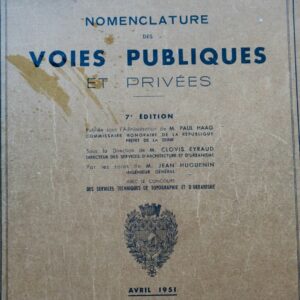 NOMENCLATURE
DES
VOIES PUBLIQUES
ET PRIVÉES
7e ÉDITION
Publiée sous l'Administration de M. PAUL HAAG
COMMISSAIRE HONORAIRE DE LA REPUBLIQUE
PRÉFET DE LA SEINE
Sous la Direction de M. CLOVIS EYRAUD
DIRECTEUR DES SERVICES D'ARCHITECTURE ET D'URBANISME
Par les soins de M. JEAN HUGUENIN
INGENIEUR GÉNÉRAL
AVEC LE CONCOURS
DES SERVICES TECHNIQUES DE TOPOGRAPHIE ET D'URBANISME
AVRIL 1951